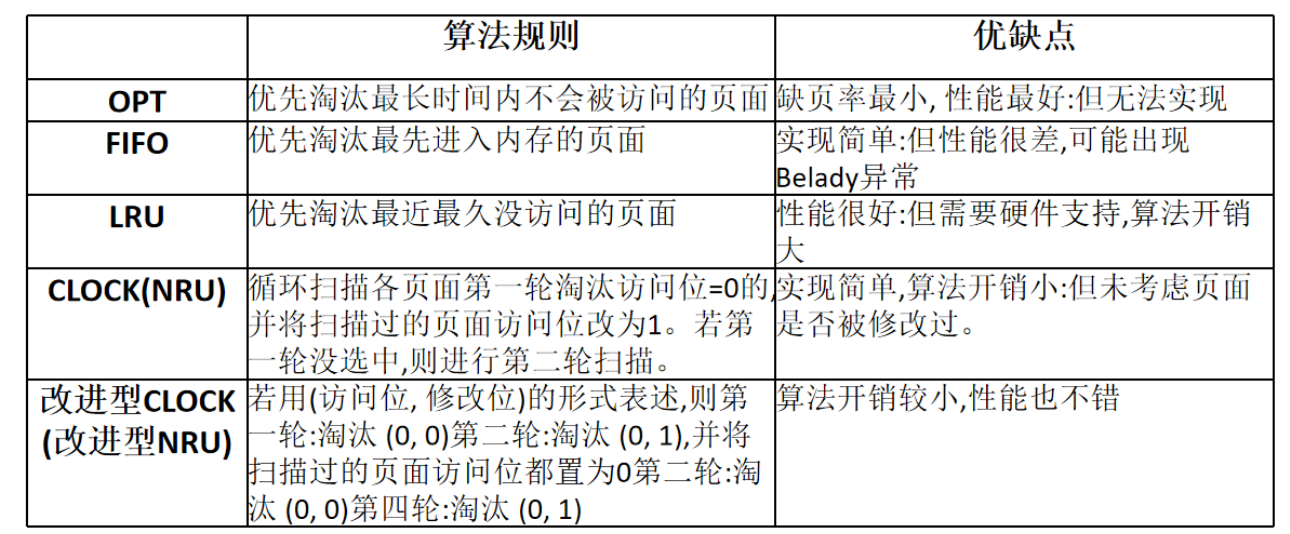 算法规则 优缺点
OPT 优先淘汰最长时间内不会被访问的页面 缺页率最小, 性能最好:但无法实现
FIFO 优先淘汰最先进入内存的页面 实现简单:但性能很差,可能出现
Belady异常
LRU 优先淘汰最近最久没访问的页面 性能很好:但需要硬件支持,算法开销
大
CLOCK(NRU) 循环扫描各页面第一轮淘汰访问位=0的, 实现简单,算法开销小:但未考虑页面
并将扫描过的页面访问位改为1。若第 是否被修改过。
一轮没选中,则进行第二轮扫描。
改进型CLOCK 若用(访问位, 修改位)的形式表述,则第 算法开销较小,性能也不错
(改进型NRU) 一轮:淘汰 (0, 0)第二轮:淘汰 (0, 1),并将
扫描过的页面访问位都置为0第二轮:淘
汰 (0, 0)第四轮:淘汰 (0, 1)